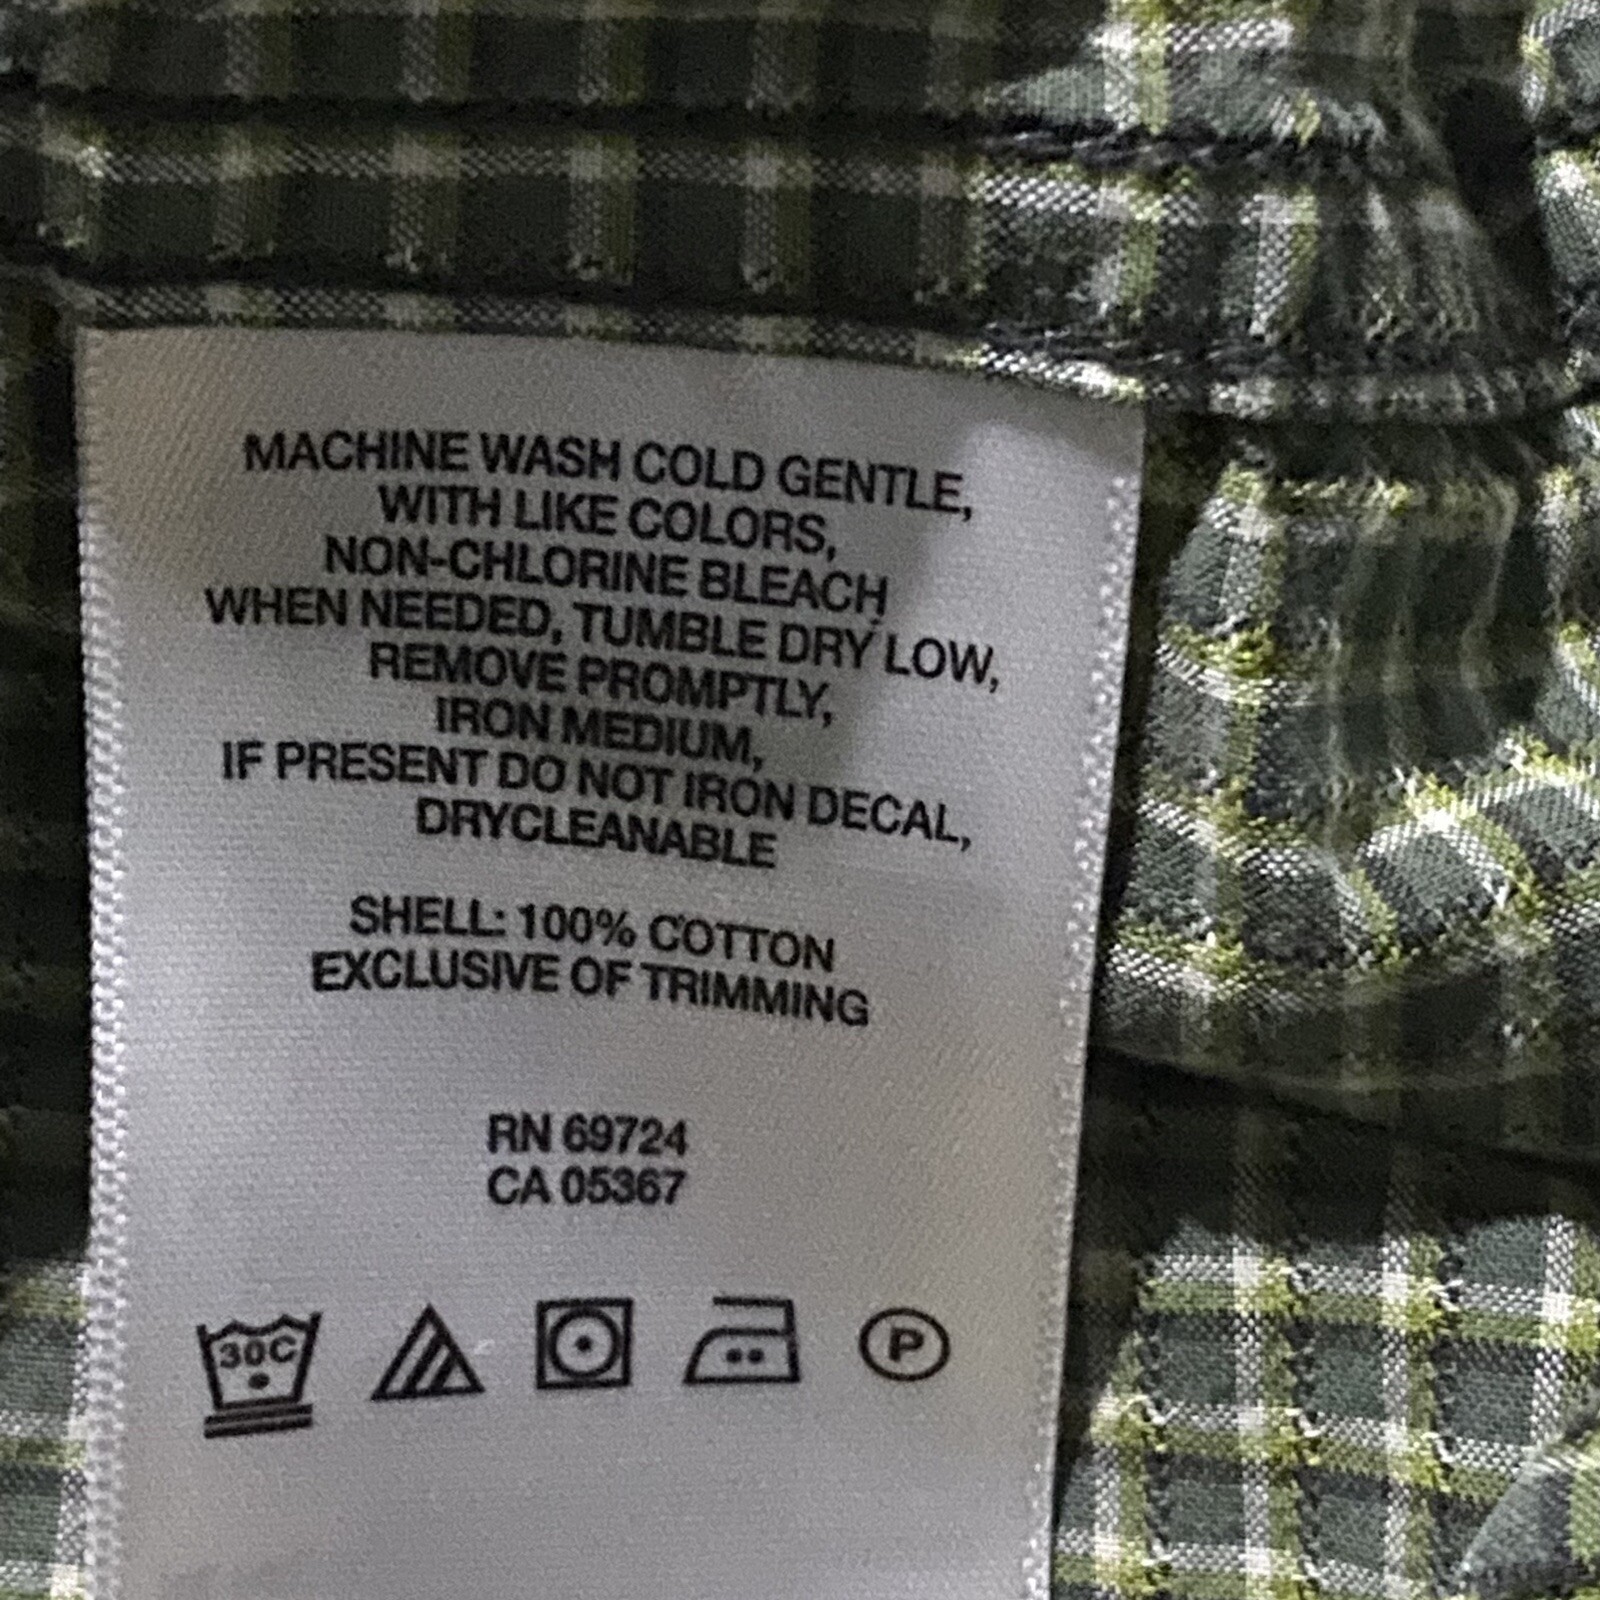 MACHINE WASH COLD GENTLE,
WITH LIKE COLORS,
NON-CHLORINE BLEACH
WHEN NEEDED, TUMBLE DRY LOW,
REMOVE PROMPTLY,
IRON MEDIUM,
IF PRESENT DO NOT IRON DECAL,
DRYCLEANABLE
SHELL: 100% COTTON
EXCLUSIVE OF TRIMMING
RN 69724
CA 05367
30C P